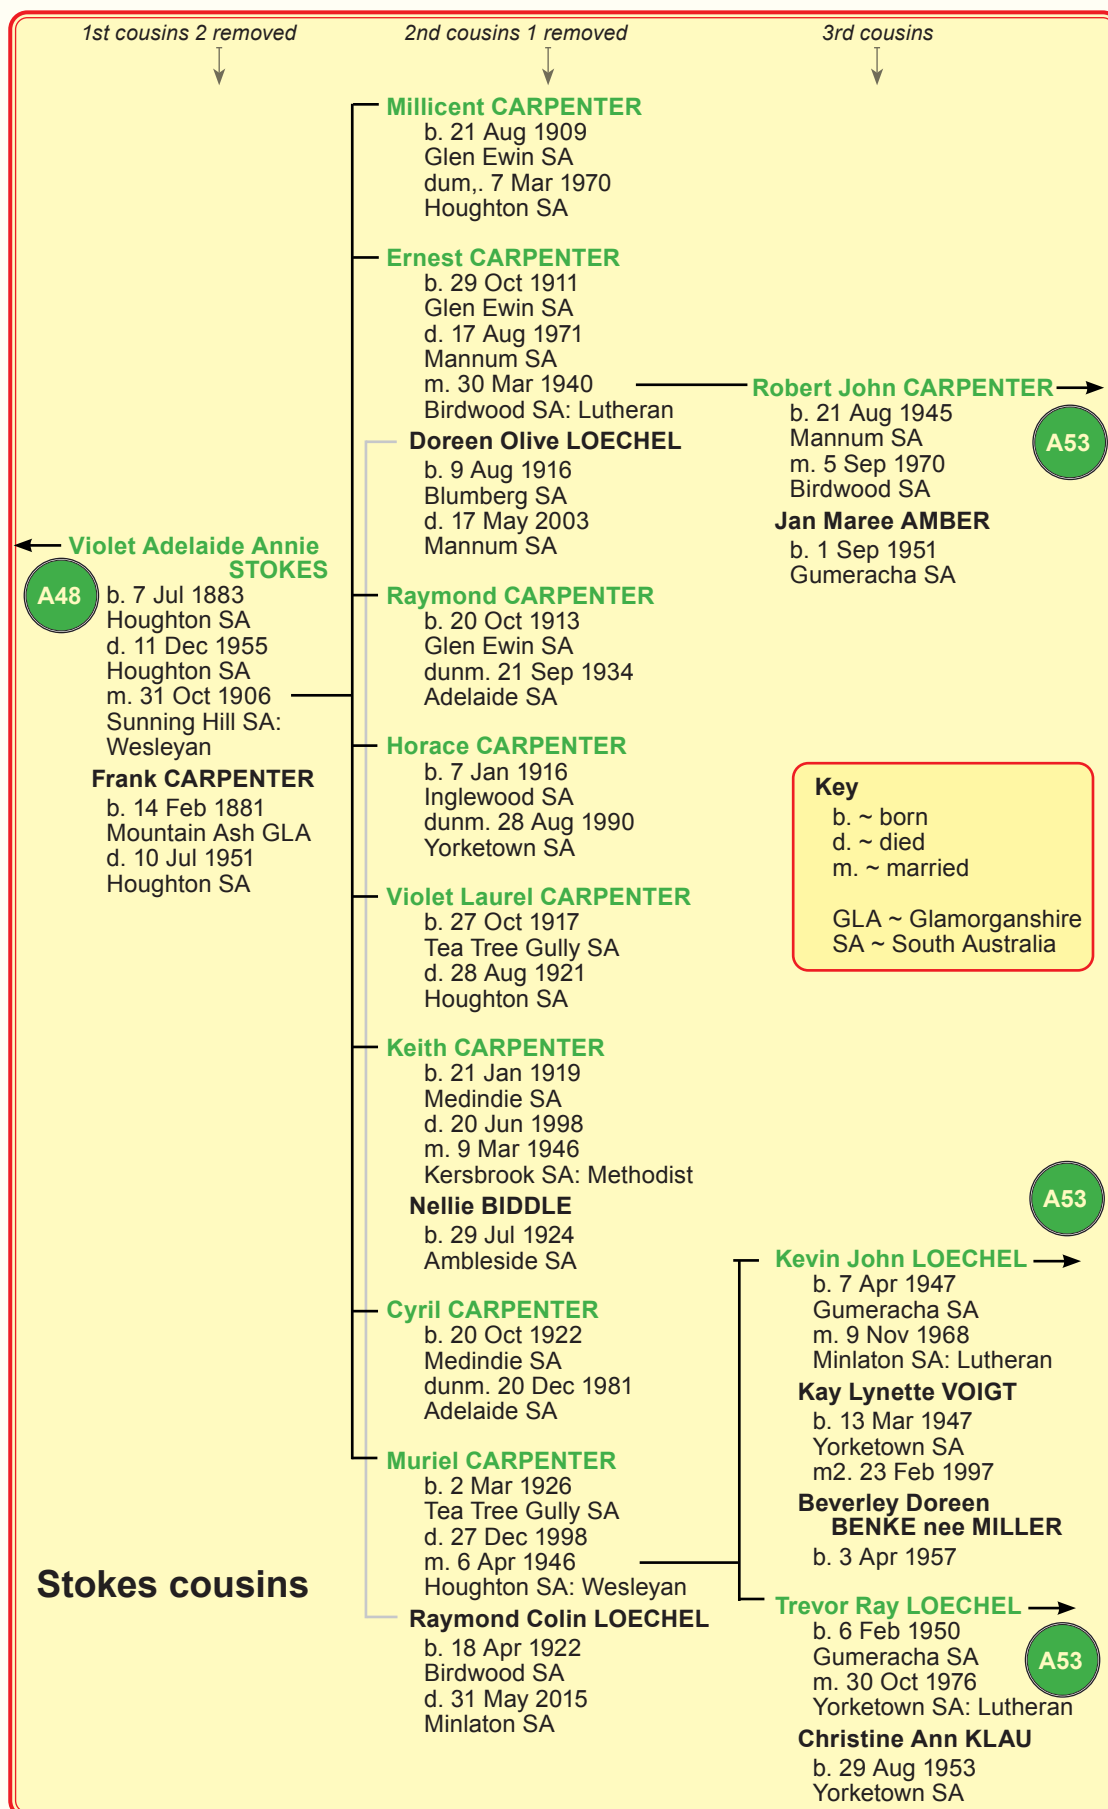 1st cousins 2 removed
2nd cousins 1 removed
3rd cousins
Violet Adelaide Annie
STOKES
A48
b. 7 Jul 1883
Houghton SA
d. 11 Dec 1955
Houghton SA
m. 31 Oct 1906
Sunning Hill SA:
Wesleyan
Frank CARPENTER
b. 14 Feb 1881
Mountain Ash GLA
d. 10 Jul 1951
Houghton SA
Millicent CARPENTER
b. 21 Aug 1909
Glen Ewin SA
dum,. 7 Mar 1970
Houghton SA
Ernest CARPENTER
b. 29 Oct 1911
Glen Ewin SA
d. 17 Aug 1971
Mannum SA
m. 30 Mar 1940
Birdwood SA: Lutheran
Doreen Olive LOECHEL
b. 9 Aug 1916
Blumberg SA
d. 17 May 2003
Mannum SA
Raymond CARPENTER
b. 20 Oct 1913
Glen Ewin SA
dunm. 21 Sep 1934
Adelaide SA
Horace CARPENTER
b. 7 Jan 1916
Inglewood SA
dunm. 28 Aug 1990
Yorketown SA
Violet Laurel CARPENTER
b. 27 Oct 1917
Tea Tree Gully SA
d. 28 Aug 1921
Houghton SA
Keith CARPENTER
b. 21 Jan 1919
Medindie SA
d. 20 Jun 1998
m. 9 Mar 1946
Kersbrook SA: Methodist
Nellie BIDDLE
b. 29 Jul 1924
Ambleside SA
Cyril CARPENTER
b. 20 Oct 1922
Medindie SA
dunm. 20 Dec 1981
Adelaide SA
Muriel CARPENTER
b. 2 Mar 1926
Tea Tree Gully SA
d. 27 Dec 1998
m. 6 Apr 1946
Houghton SA: Wesleyan
Raymond Colin LOECHEL
b. 18 Apr 1922
Birdwood SA
d. 31 May 2015
Minlaton SA
Robert John CARPENTER
A53
b. 21 Aug 1945
Mannum SA
m. 5 Sep 1970
Birdwood SA
Jan Maree AMBER
b. 1 Sep 1951
Gumeracha SA
Key
b. ~ born
d. ~ died
m. ~ married
GLA ~ Glamorganshire
SA ~ South Australia
A53
Kevin John LOECHEL
b. 7 Apr 1947
Gumeracha SA
m. 9 Nov 1968
Minlaton SA: Lutheran
Kay Lynette VOIGT
b. 13 Mar 1947
Yorketown SA
m2. 23 Feb 1997
Beverley Doreen
BENKE nee MILLER
b. 3 Apr 1957
Trevor Ray LOECHEL
A53
b. 6 Feb 1950
Gumeracha SA
m. 30 Oct 1976
Yorketown SA: Lutheran
Christine Ann KLAU
b. 29 Aug 1953
Yorketown SA
Stokes cousins